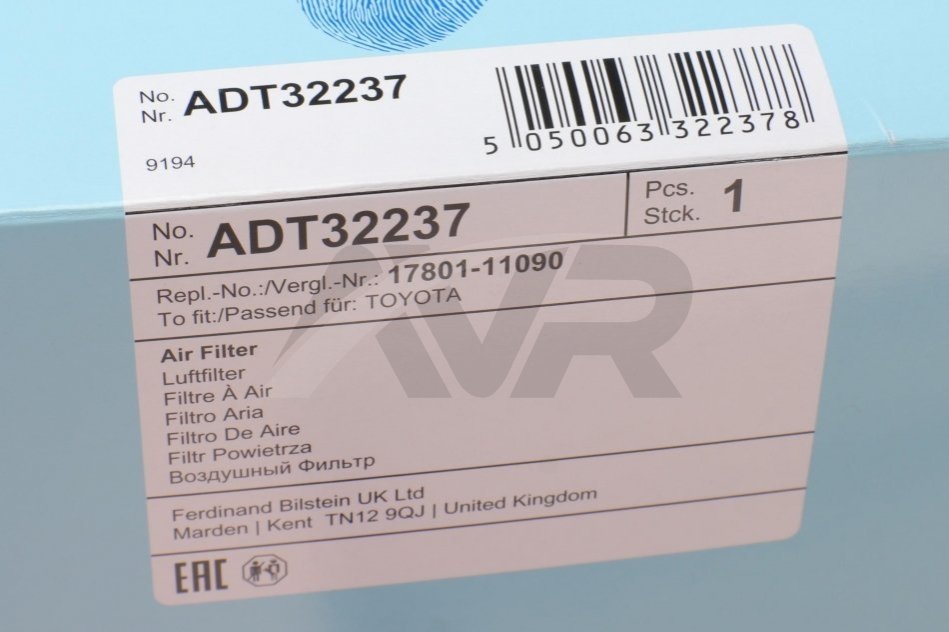 No.
Nr. ADT32237
9194
5 050063 322378
No.
Nr. ADT32237
Pcs.
Stck. 1
Repl.-No.:/Vergl.-Nr.: 17801-11090
To fit:/Passend für: TOYOTA
Air Filter
Luftfilter
Filtre À Air
Filtro Aria
Filtro De Aire
Filtr Powietrza
Воздушный Фильтр
Ferdinand Bilstein UK Ltd
Marden | Kent TN12 9QJ | United Kingdom
EAC
AVR